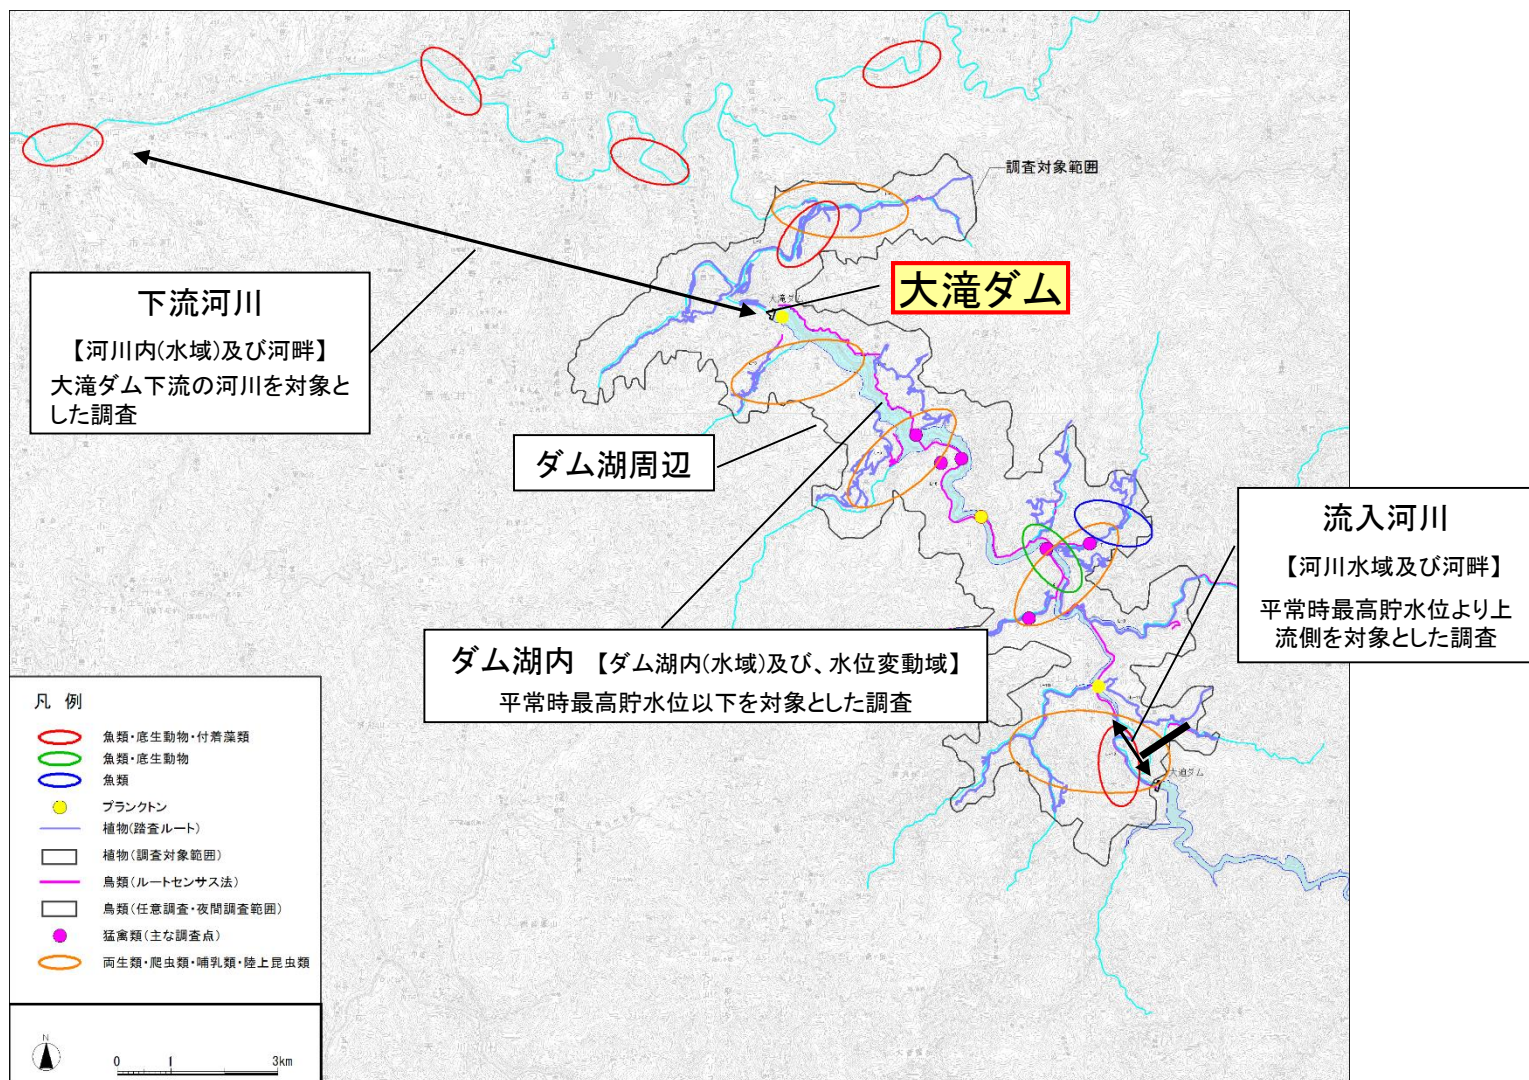 調査対象範囲
大滝ダム
大滝ダム
下流河川
【河川内(水域)及び河畔】
大滝ダム下流の河川を対象と
した調査
ダム湖周辺
流入河川
【河川水域及び河畔】
平常時最高貯水位より上
流側を対象とした調査
ダム湖内 【ダム湖内(水域)及び、水位変動域】
平常時最高貯水位以下を対象とした調査
大迫ダム
凡 例
魚類・底生動物・付着藻類
魚類・底生動物
魚類
プランクトン
植物(踏査ルート)
植物(調査対象範囲)
鳥類(ルートセンサス法)
鳥類(任意調査・夜間調査範囲)
猛禽類(主な調査点)
両生類・爬虫類・哺乳類・陸上昆虫類
N
0 1 3km